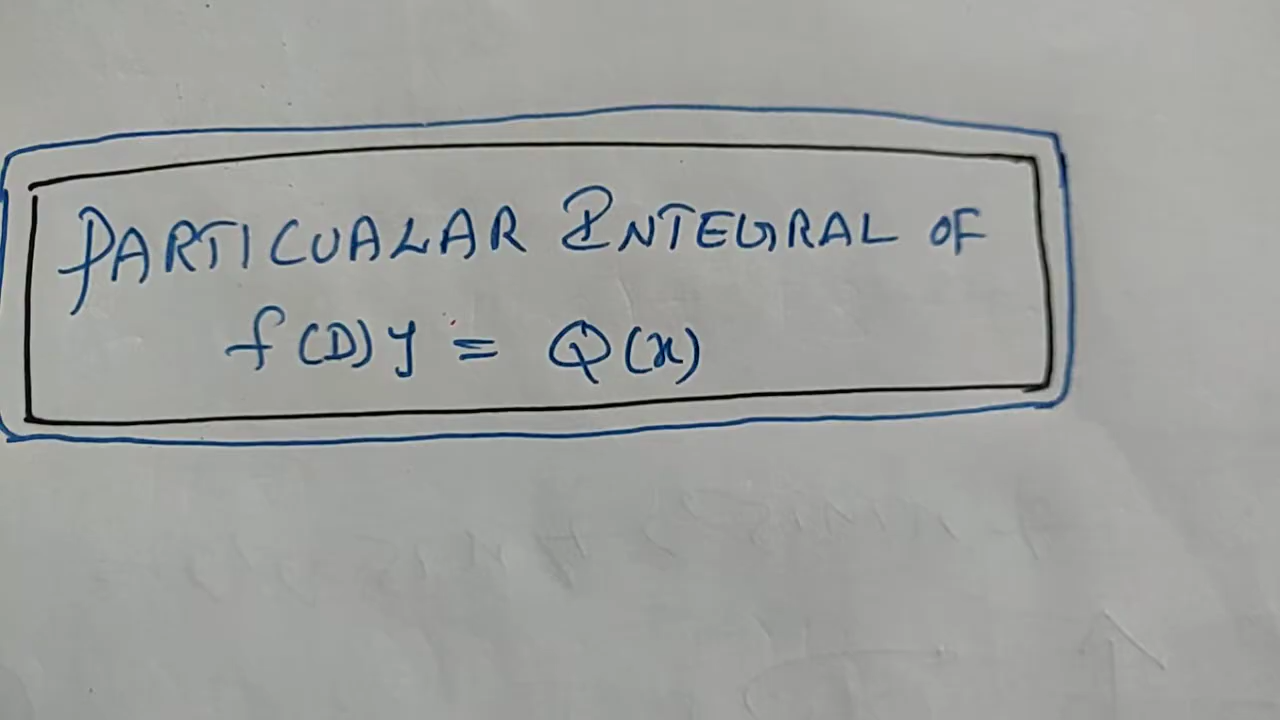 PARTICUALAR INTEGRAL OF
f(D)y = Q(x)